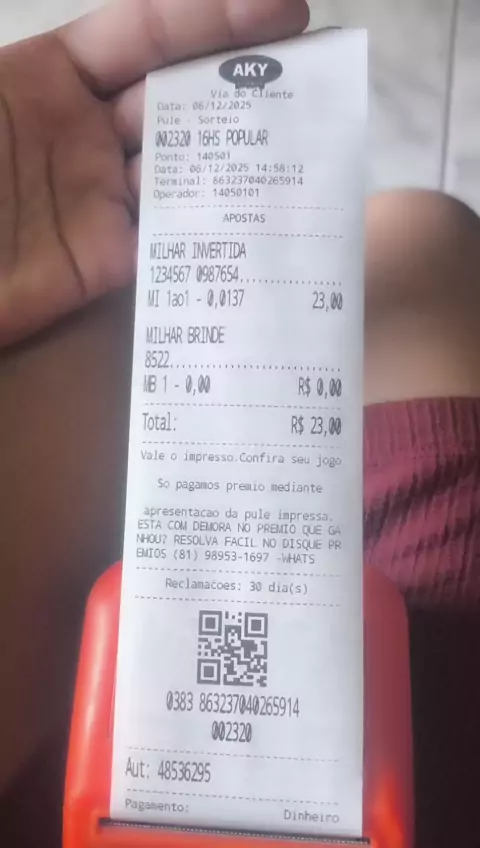 AKY
Via do Cliente
Data: 06/12/2025
Pule - Sorteio
002320 16HS POPULAR
Ponto: 140501
Data: 06/12/2025 14:58:12
Terminal: 863237040265914
Operador: 14050101
APOSTAS
MILHAR INVERTIDA
1234567 0987654.................
MI 1ao1 - 0,0137 23,00
MILHAR BRINDE
8522.............................
MB 1 - 0,00 R$ 0,00
Total: R$ 23,00
Vale o impresso.Confira seu jogo
So pagamos premio mediante
apresentacao da pule impressa.
ESTA COM DEMORA NO PREMIO QUE GA
NHOU? RESOLVA FACIL NO DISQUE PR
EMIOS (81) 98953-1697 -WHATS
Reclamacoes: 30 dia(s)
0383 863237040265914
002320
Aut: 48536295
Pagamento: Dinheiro